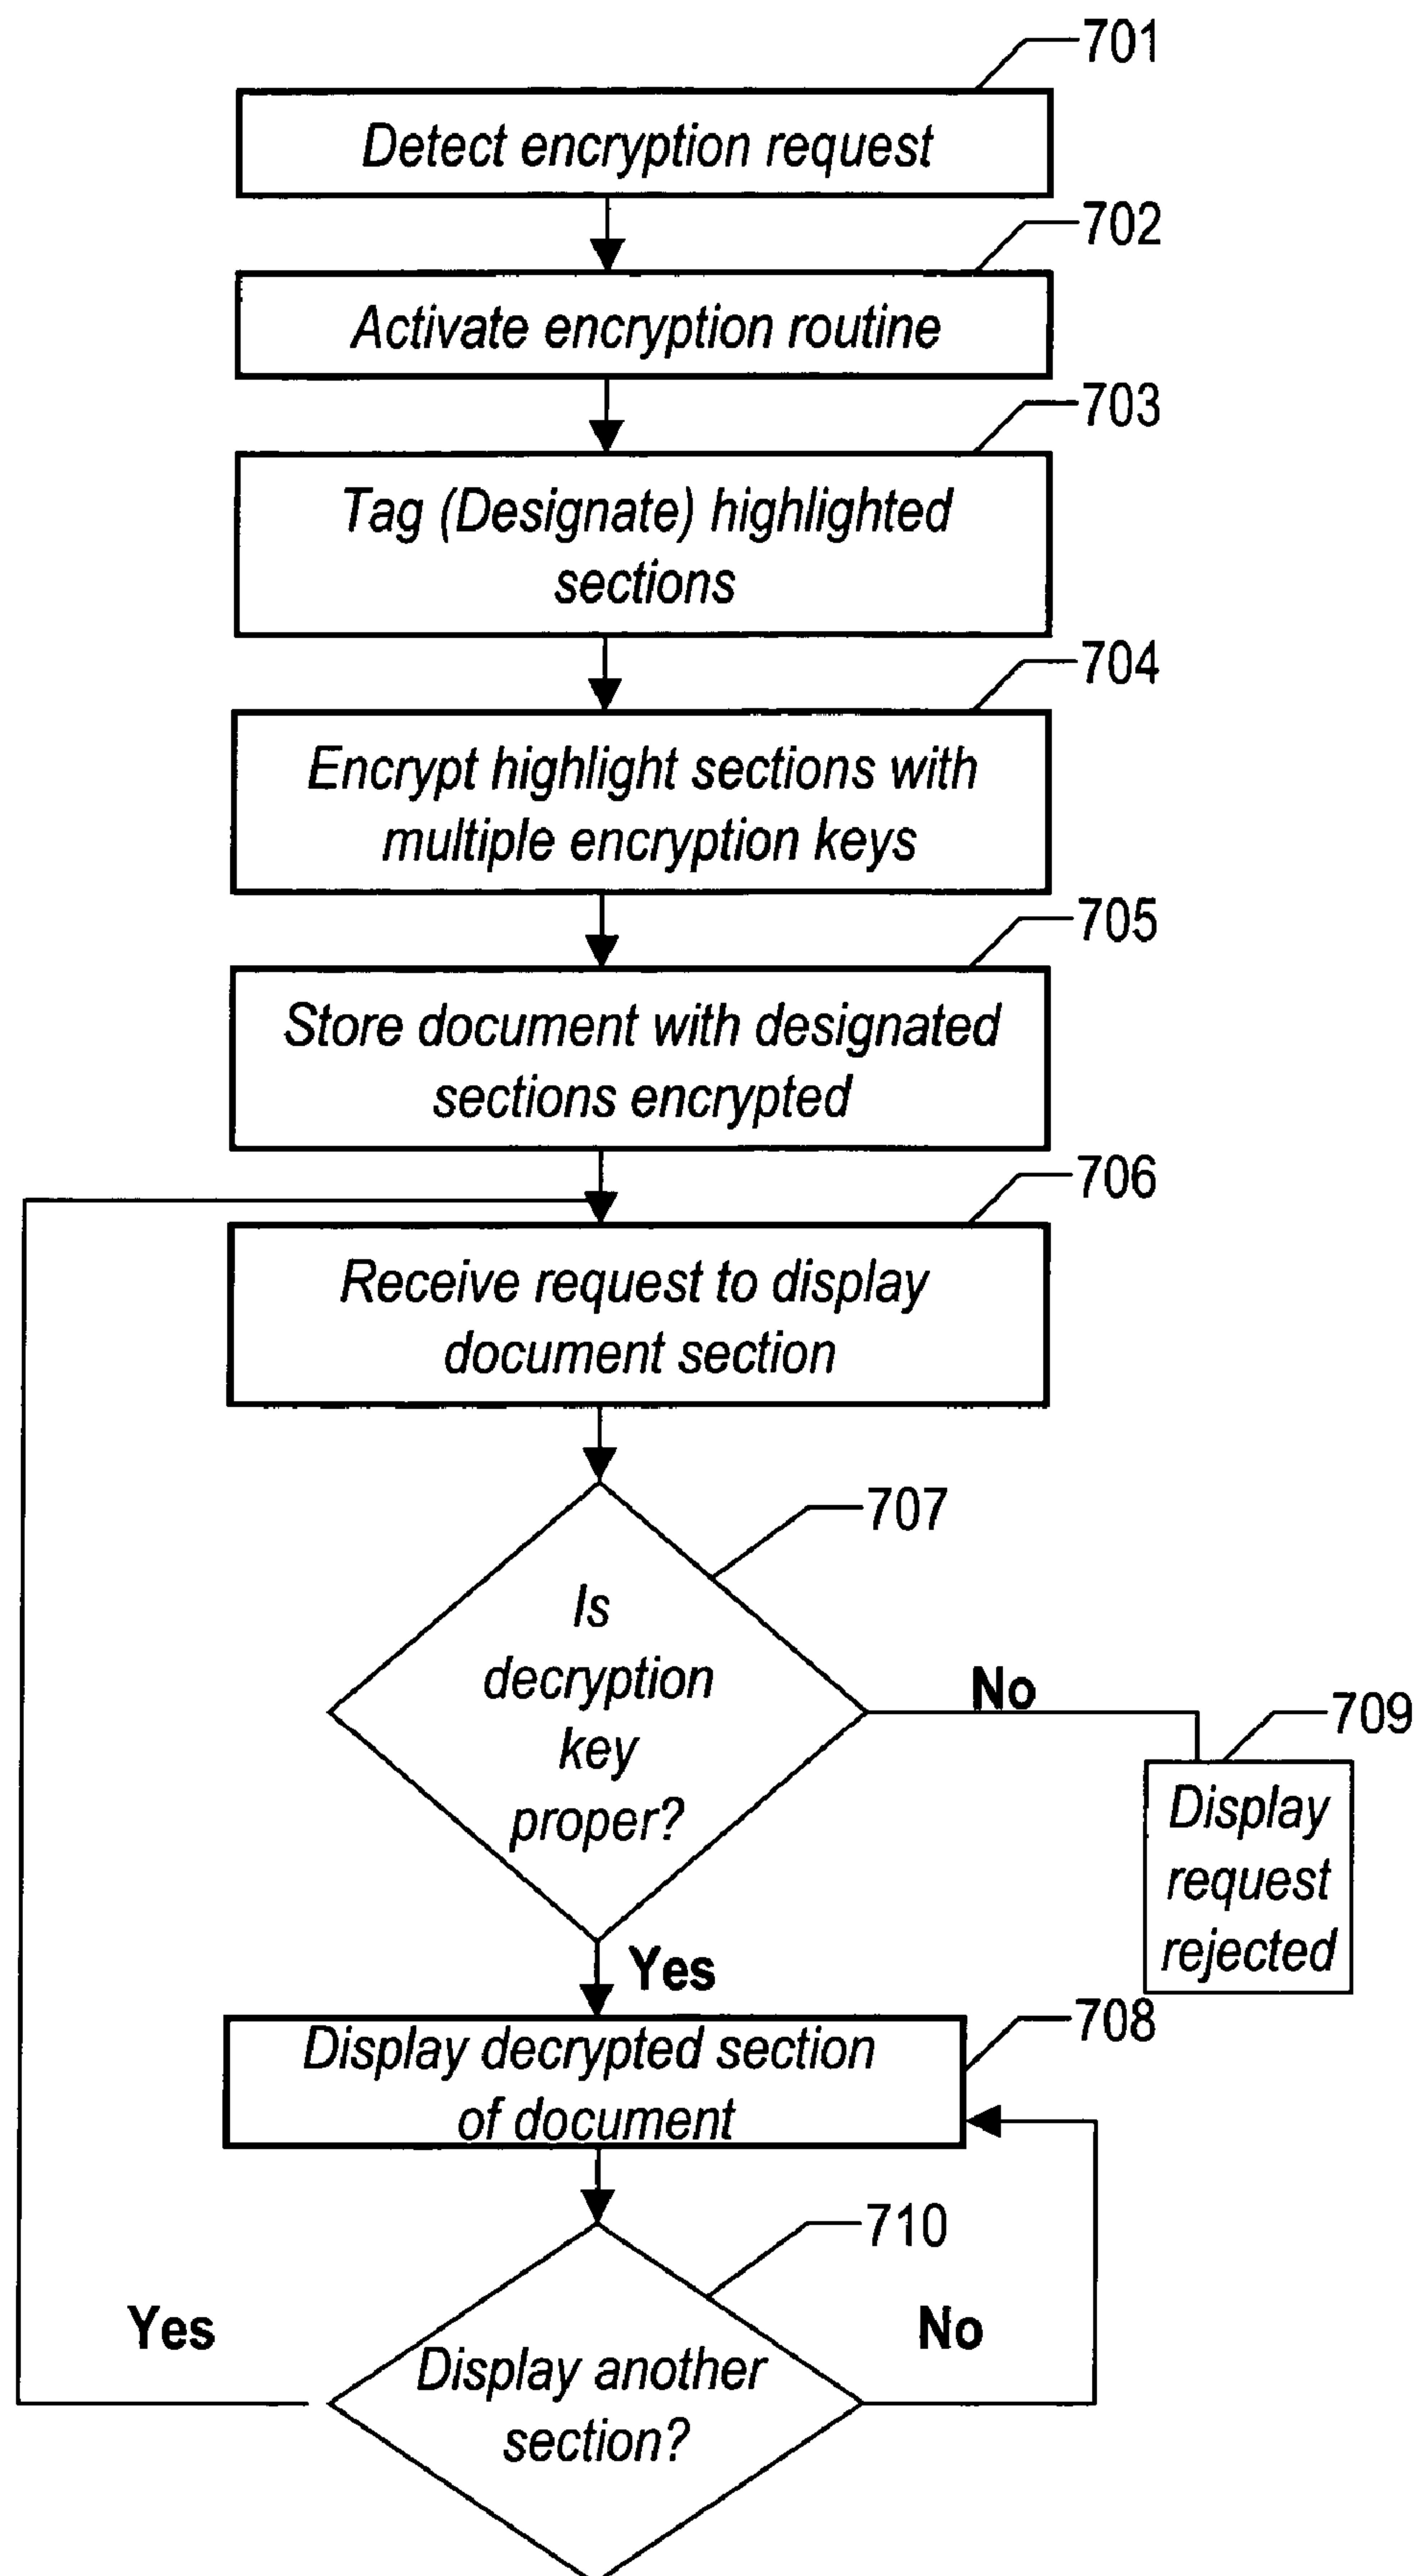 701
Detect encryption request
702
Activate encryption routine
703
Tag (Designate) highlighted
sections
704
Encrypt highlight sections with
multiple encryption keys
705
Store document with designated
sections encrypted
706
Receive request to display
document section
707
Is
decryption
key
proper?
No
709
Display
request
rejected
Yes
708
Display decrypted section
of document
710
Yes
No
Display another
section?